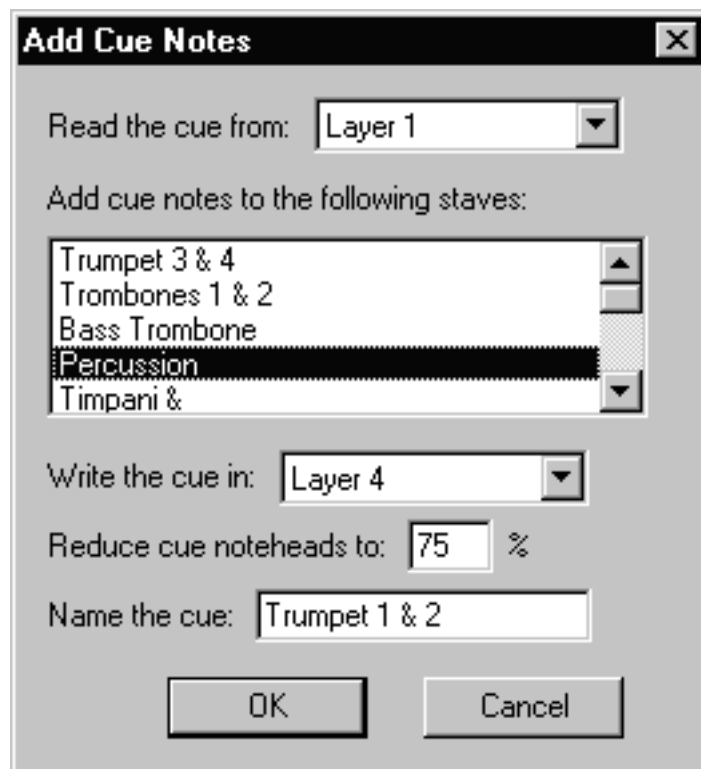 Add Cue Notes
Read the cue from: Layer 1
Add cue notes to the following staves:
Trumpet 3 & 4
Trombones 1 & 2
Bass Trombone
Percussion
Timpani &
Write the cue in: Layer 4
Reduce cue noteheads to: 75 %
Name the cue: Trumpet 1 & 2
OK Cancel